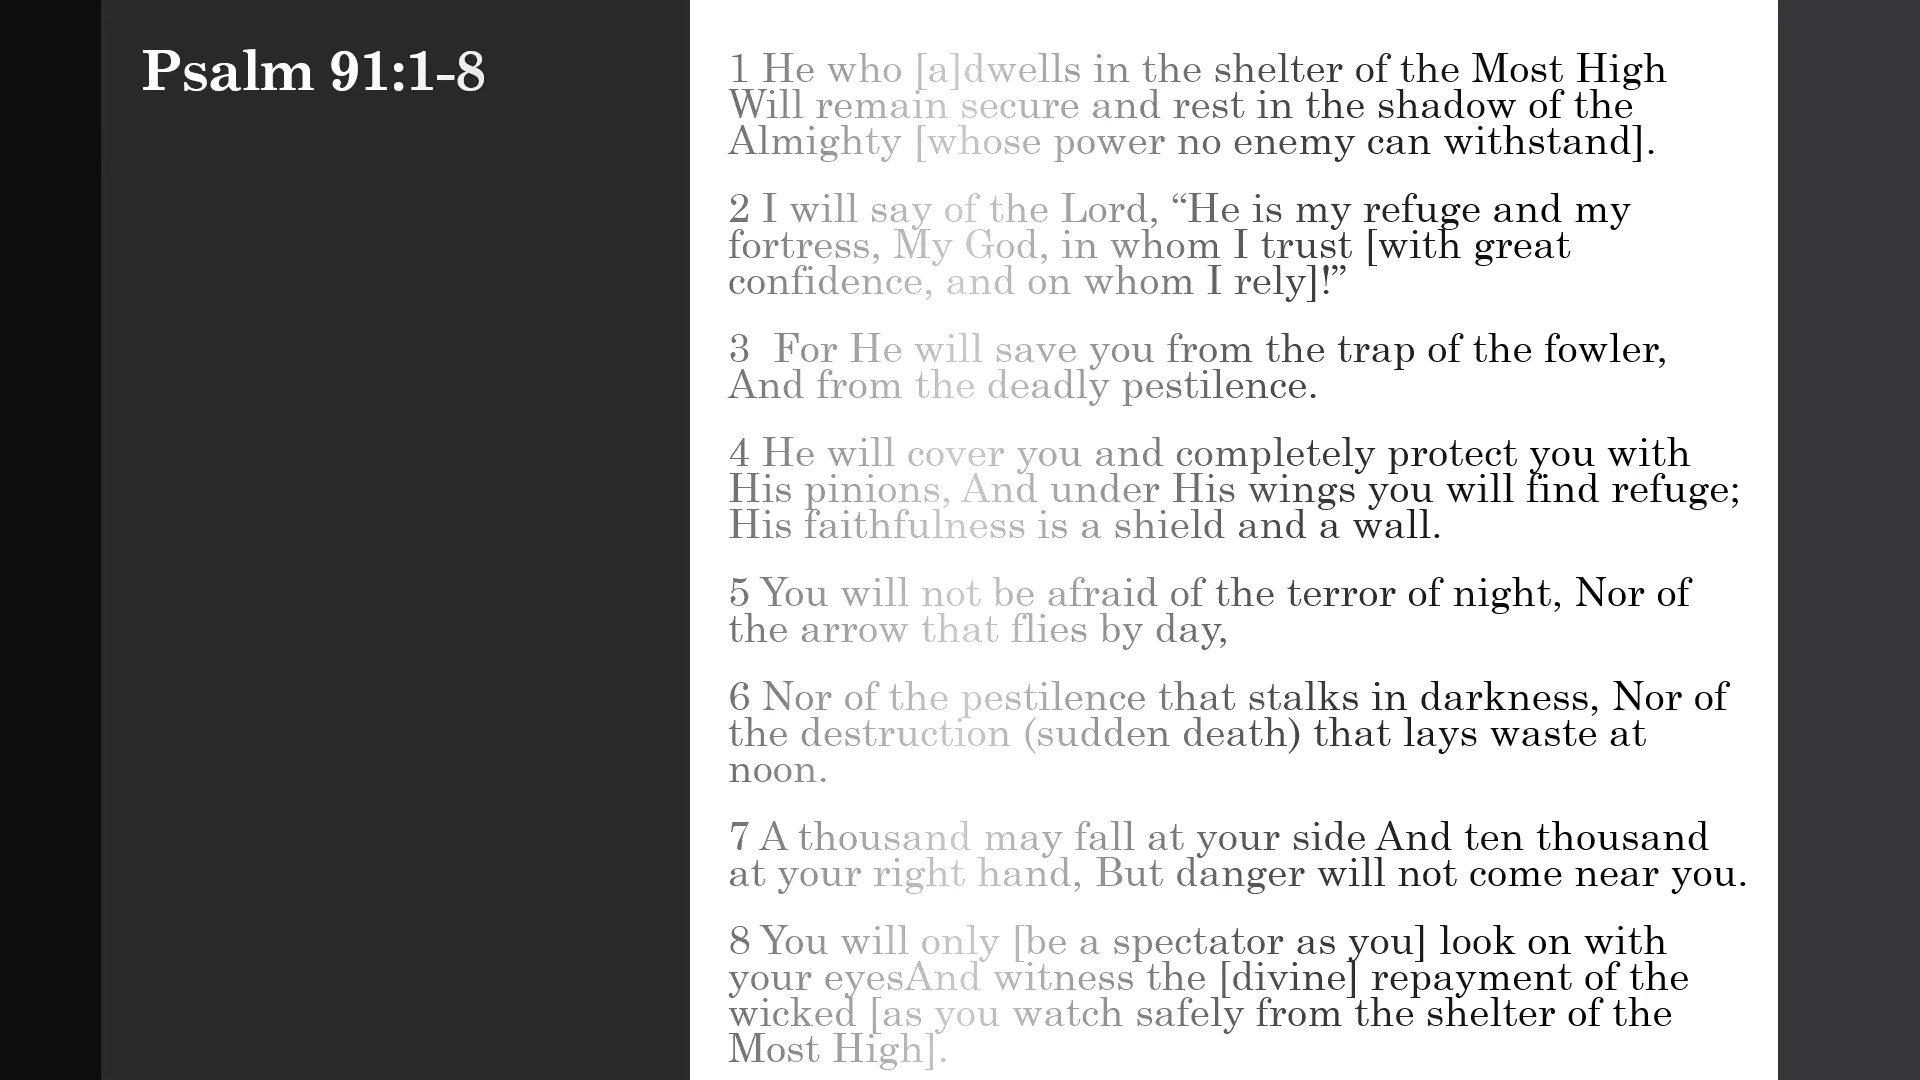 Psalm 91:1-8
1 He who [a]dwells in the shelter of the Most High
Will remain secure and rest in the shadow of the
Almighty [whose power no enemy can withstand].
2 I will say of the Lord, “He is my refuge and my
fortress, My God, in whom I trust [with great
confidence, and on whom I rely]!”
3  For He will save you from the trap of the fowler,
And from the deadly pestilence.
4 He will cover you and completely protect you with
His pinions, And under His wings you will find refuge;
His faithfulness is a shield and a wall.
5 You will not be afraid of the terror of night, Nor of
the arrow that flies by day,
6 Nor of the pestilence that stalks in darkness, Nor of
the destruction (sudden death) that lays waste at
noon.
7 A thousand may fall at your side And ten thousand
at your right hand, But danger will not come near you.
8 You will only [be a spectator as you] look on with
your eyesAnd witness the [divine] repayment of the
wicked [as you watch safely from the shelter of the
Most High].